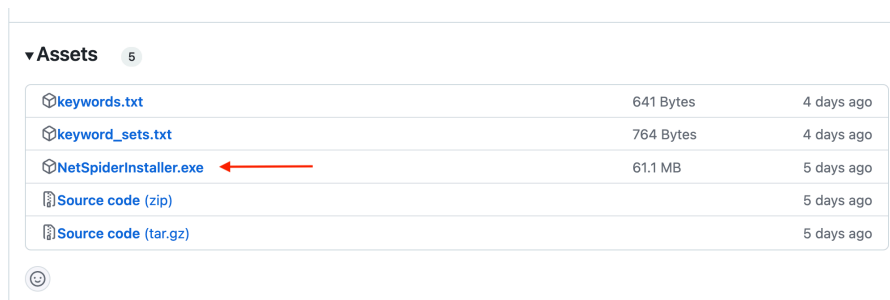 Assets 5
keywords.txt 641 Bytes 4 days ago
keyword_sets.txt 764 Bytes 4 days ago
NetSpiderInstaller.exe 61.1 MB 5 days ago
Source code (zip) 5 days ago
Source code (tar.gz) 5 days ago